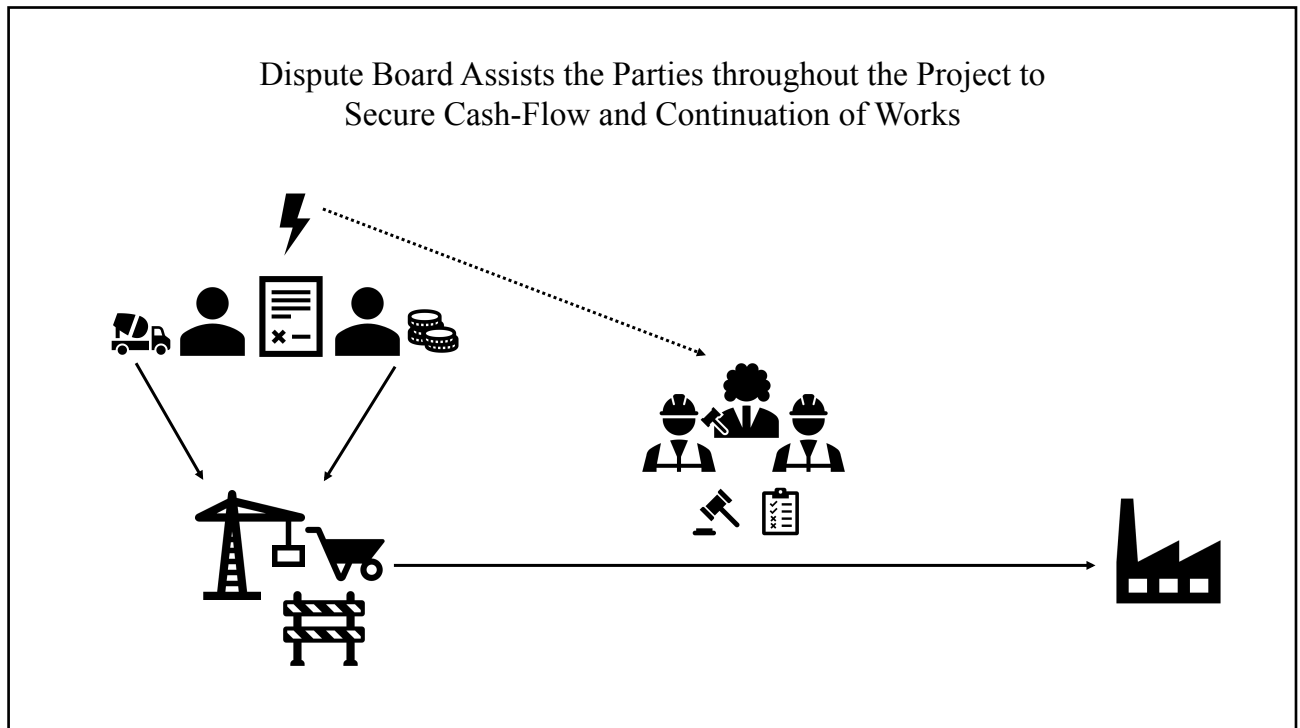 Dispute Board Assists the Parties throughout the Project to
Secure Cash-Flow and Continuation of Works